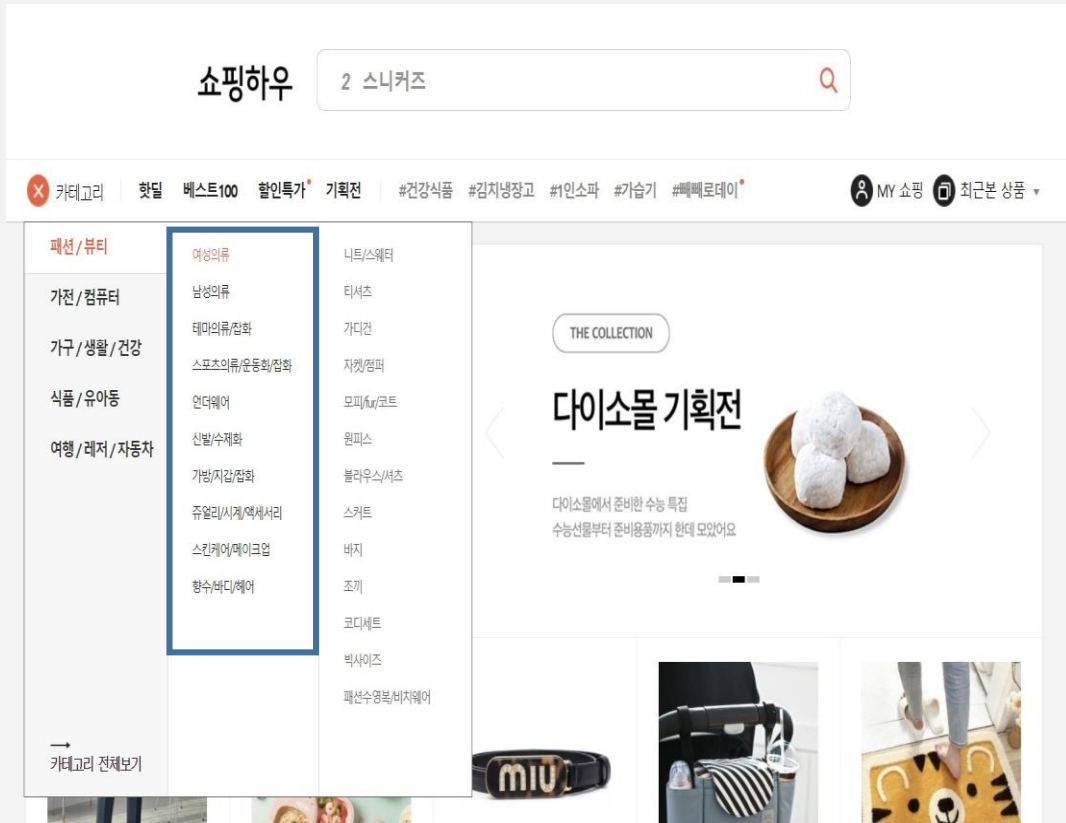 쇼핑하우
2 스니커즈
카테고리 핫딜 베스트100 할인특가 기획전 #건강식품 #김치냉장고 #1인소파 #가습기 #빼빼로데이 MY 쇼핑 최근본 상품
패션/뷰티
가전/컴퓨터
가구/생활/건강
식품/유아동
여행/레저/자동차
카테고리 전체보기
여성의류
남성의류
테마의류/잡화
스포츠의류/운동화/잡화
언더웨어
신발/수제화
가방/지갑/잡화
쥬얼리/시계/액세서리
스킨케어/메이크업
향수/바디/헤어
니트/스웨터
티셔츠
가디건
자켓/점퍼
모피/fur/코트
원피스
블라우스/셔츠
스커트
바지
조끼
코디세트
빅사이즈
패션수영복/비치웨어
THE COLLECTION
다이소몰 기획전
다이소몰에서 준비한 수능 특집
수능선물부터 준비용품까지 한데 모았어요
miu